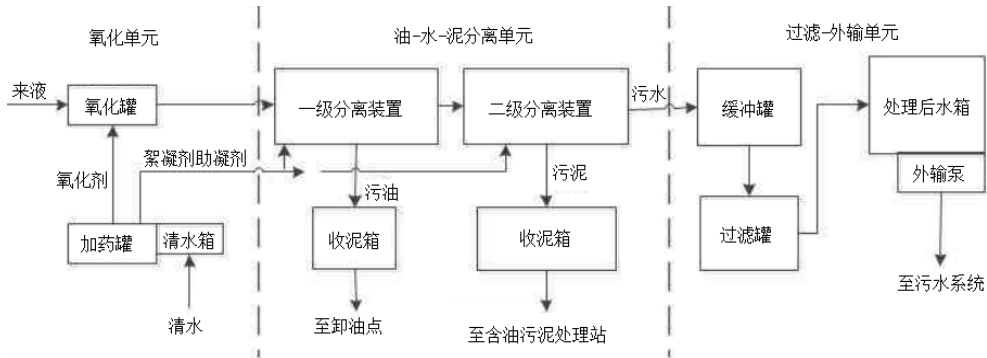 氧化单元
油-水-泥分离单元
过滤-外输单元
来液
氧化罐
一级分离装置
二级分离装置
污水
缓冲罐
处理后水箱
外输泵
氧化剂
絮凝剂助凝剂
污油
污泥
加药罐
清水箱
收泥箱
收泥箱
过滤罐
清水
至卸油点
至含油污泥处理站
至污水系统